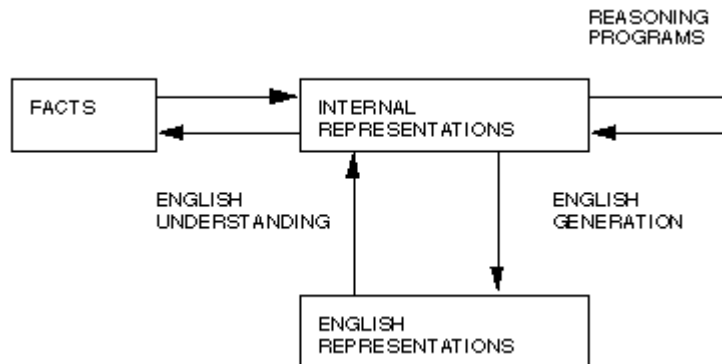 REASONING
PROGRAMS
FACTS
INTERNAL
REPRESENTATIONS
ENGLISH
UNDERSTANDING
ENGLISH
GENERATION
ENGLISH
REPRESENTATIONS